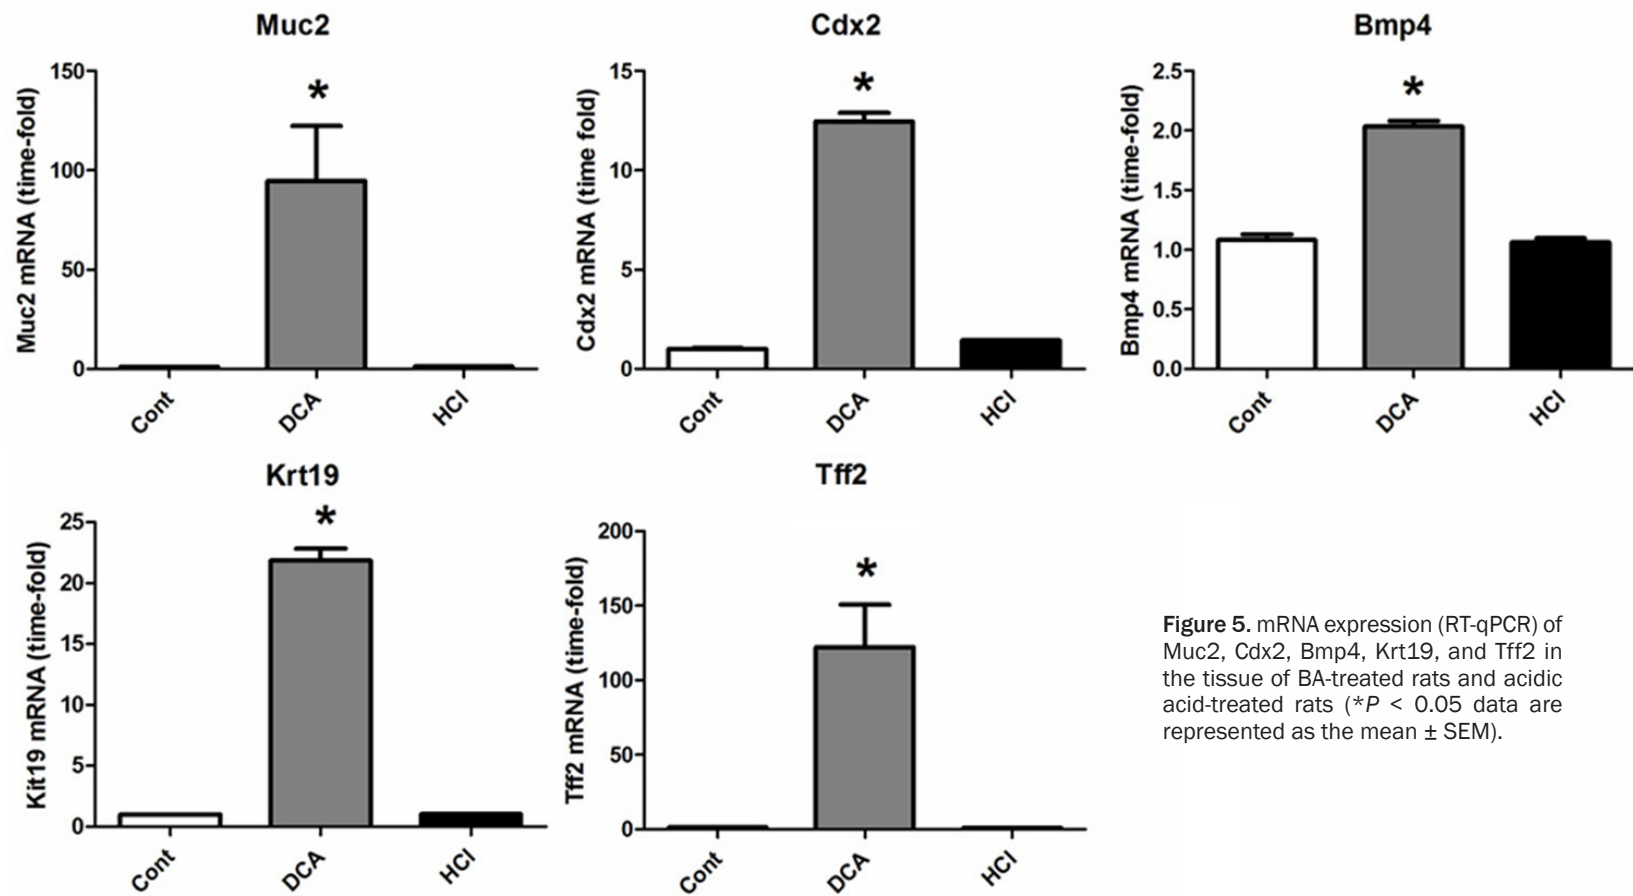 Muc2
Muc2 mRNA (time-fold)
150
100
50
0
*
Cont
DCA
HCl
Cdx2
Cdx2 mRNA (time fold)
15
10
5
0
*
Cont
DCA
HCl
Bmp4
Bmp4 mRNA (time-fold)
2.5
2.0
1.5
1.0
0.5
0.0
*
Cont
DCA
HCl
Krt19
Kit19 mRNA (time-fold)
25
20
15
10
5
0
*
Cont
DCA
HCl
Tff2
Tff2 mRNA (time-fold)
200
150
100
50
0
*
Cont
DCA
HCl
Figure 5. mRNA expression (RT-qPCR) of
Muc2, Cdx2, Bmp4, Krt19, and Tff2 in
the tissue of BA-treated rats and acidic
acid-treated rats (*P < 0.05 data are
represented as the mean ± SEM).